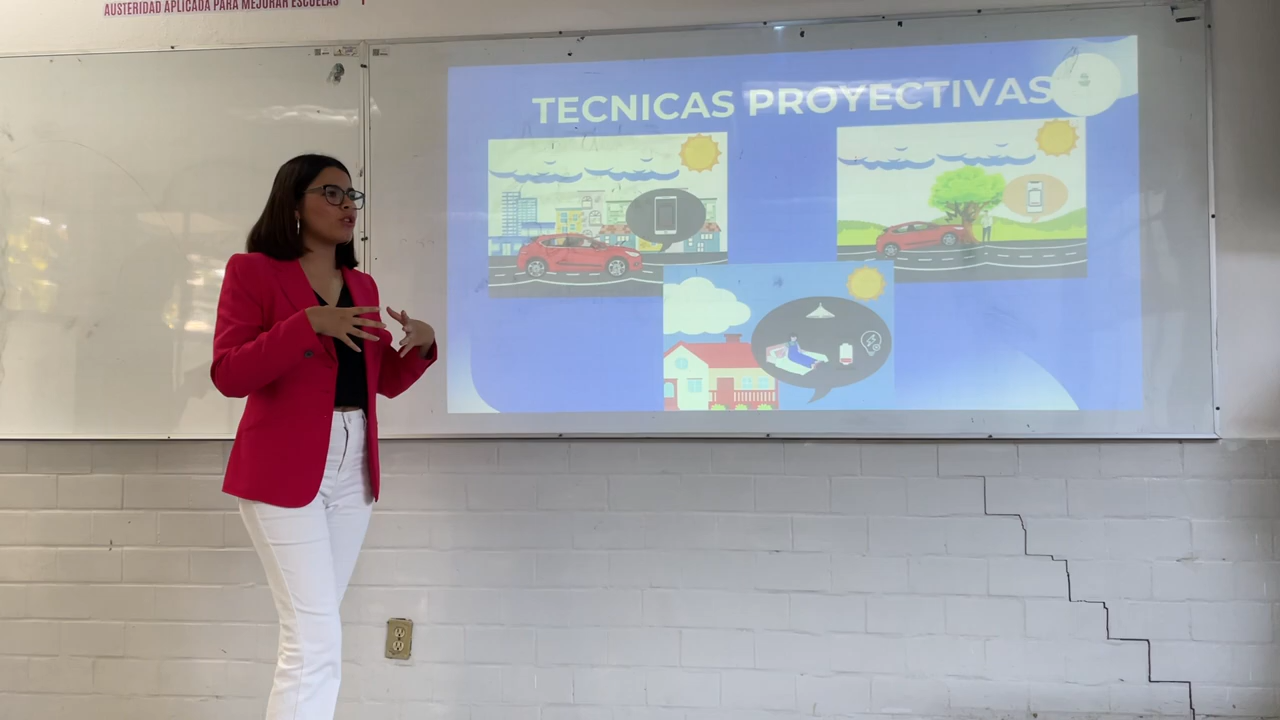 AUSTERIDAD APLICADA PARA MEJORAR ESCUELAS
TECNICAS PROYECTIVAS